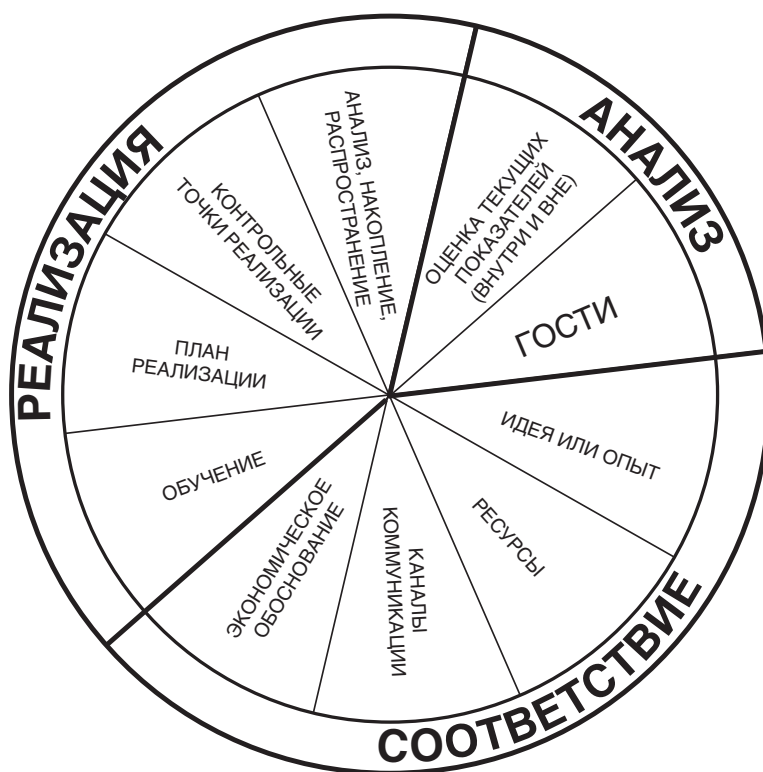 АНАЛИЗ
ОЦЕНКА ТЕКУЩИХ
ПОКАЗАТЕЛЕЙ
(ВНУТРИ И ВНЕ)
ГОСТИ
СООТВЕТСТВИЕ
ИДЕЯ ИЛИ ОПЫТ
РЕСУРСЫ
КАНАЛЫ
КОММУНИКАЦИИ
ЭКОНОМИЧЕСКОЕ
ОБОСНОВАНИЕ
РЕАЛИЗАЦИЯ
ОБУЧЕНИЕ
ПЛАН
РЕАЛИЗАЦИИ
КОНТРОЛЬНЫЕ
ТОЧКИ РЕАЛИЗАЦИИ
АНАЛИЗ, НАКОПЛЕНИЕ,
РАСПРОСТРАНЕНИЕ